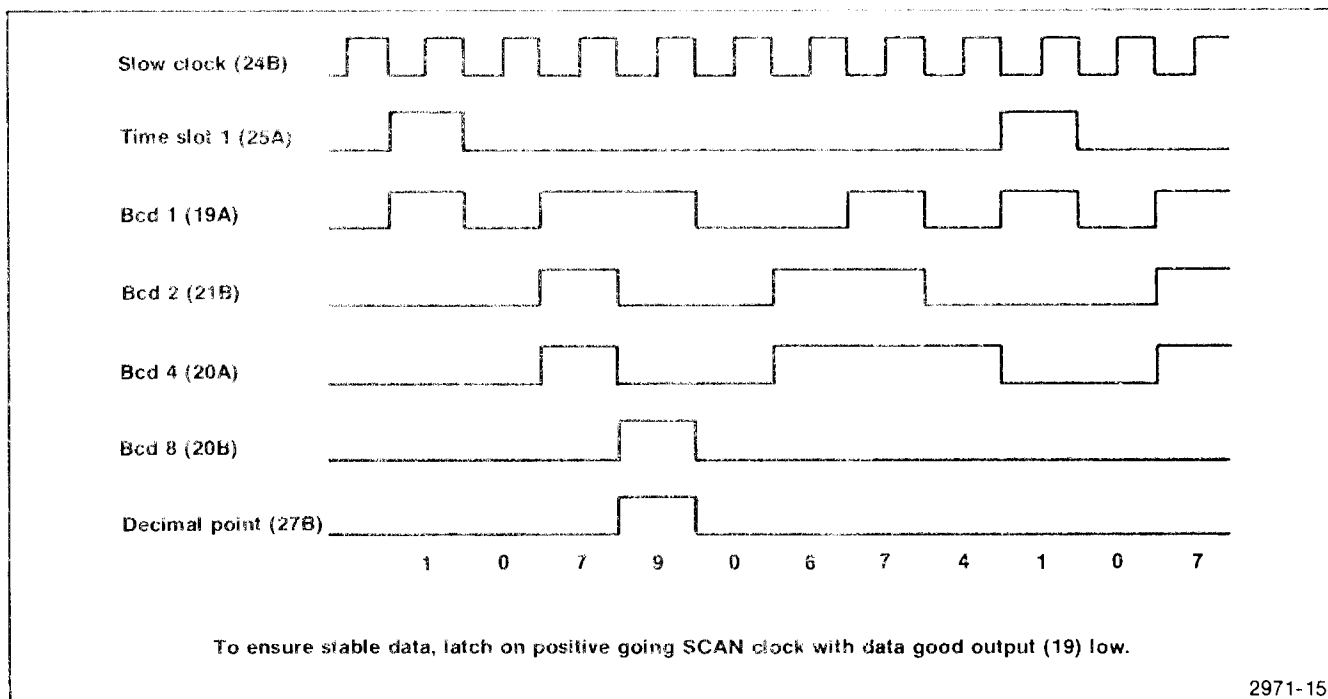 Slow clock (24B)
Time slot 1 (25A)
Bcd 1 (19A)
Bcd 2 (21B)
Bcd 4 (20A)
Bcd 8 (20B)
Decimal point (27B)
1 0 7 9 0 6 7 4 1 0 7
To ensure stable data, latch on positive going SCAN clock with data good output (19) low.
2971-15